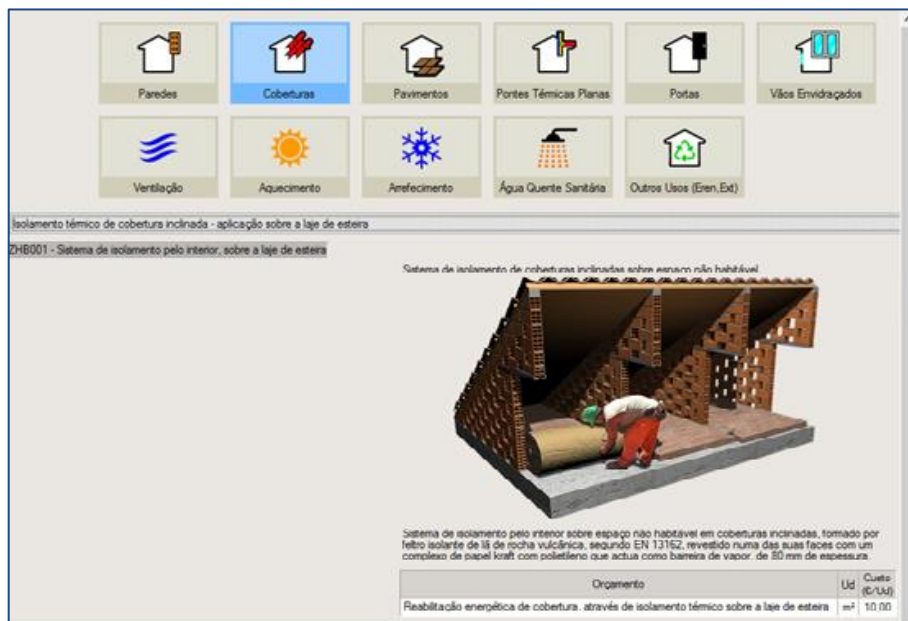 Paredes
Coberturas
Pavimentos
Pontes Térmicas Planas
Portas
Vãos Envidraçados
Ventilação
Aquecimento
Arrefecimento
Água Quente Sanitária
Outros Usos (Eren,Ext)
Isolamento térmico de cobertura inclinada - aplicação sobre a laje de esteira
ZHB001 - Sistema de isolamento pelo interior, sobre a laje de esteira
Sistema de isolamento de coberturas inclinadas sobre espaço não habitável
Sistema de isolamento pelo interior sobre espaço não habitável em coberturas inclinadas, formado por
feltro isolante de lã de rocha vulcânica, segundo EN 13162, revestido numa das suas faces com um
complexo de papel kraft com polietileno que actua como barreira de vapor, de 80 mm de espessura.
Orçamento Ud Custo (€/Ud)
Reabilitação energética de cobertura, através de isolamento térmico sobre a laje de esteira m² 10.00